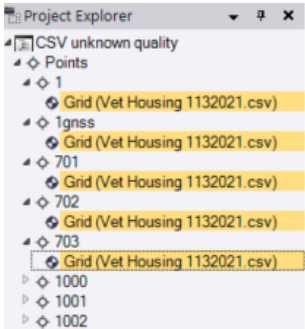 Project Explorer
CSV unknown quality
Points
1
Grid (Vet Housing 1132021.csv)
1gnss
Grid (Vet Housing 1132021.csv)
701
Grid (Vet Housing 1132021.csv)
702
Grid (Vet Housing 1132021.csv)
703
Grid (Vet Housing 1132021.csv)
1000
1001
1002